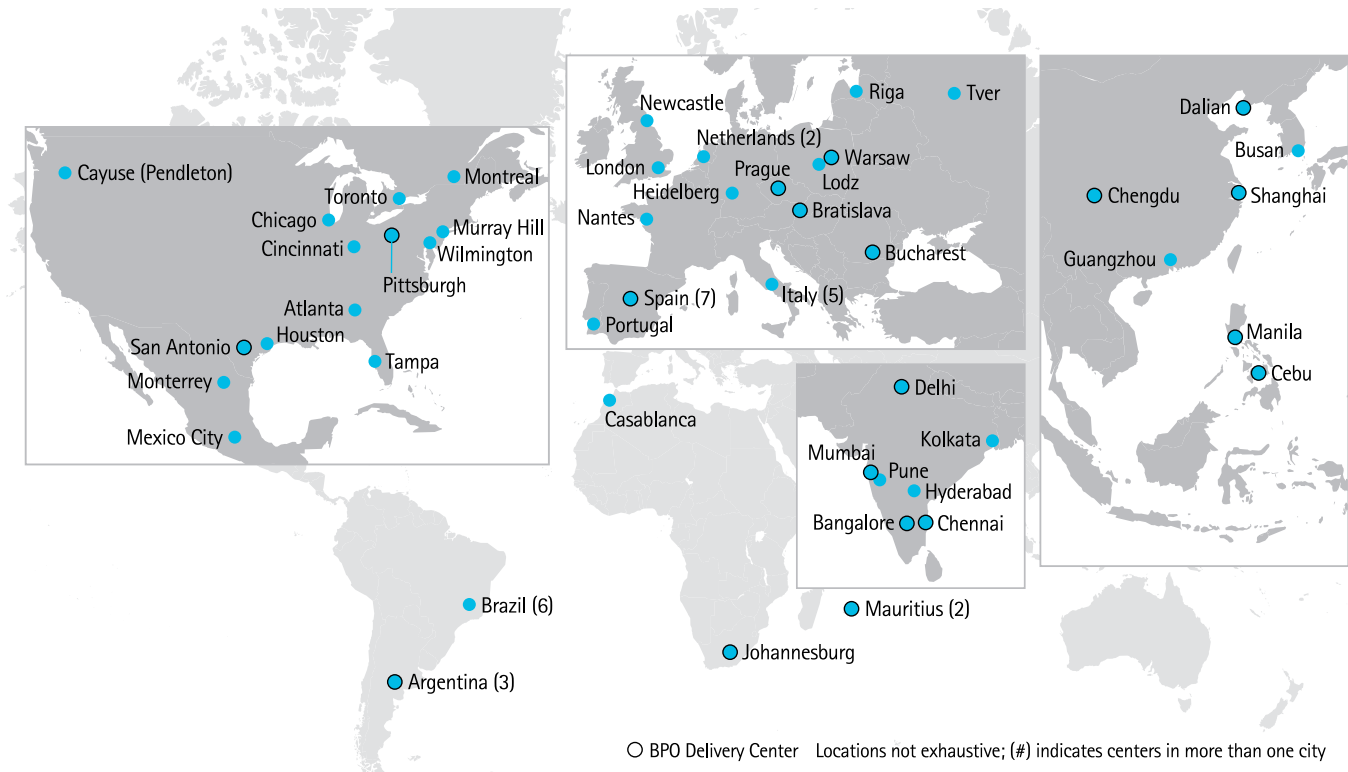 Cayuse (Pendleton)
Montreal
Toronto
Chicago
Murray Hill
Cincinnati
Wilmington
Pittsburgh
Atlanta
Houston
San Antonio
Tampa
Monterrey
Mexico City
Riga
Tver
Newcastle
Netherlands (2)
Warsaw
London
Prague
Lodz
Heidelberg
Bratislava
Nantes
Bucharest
Spain (7)
Italy (5)
Portugal
Dalian
Busan
Chengdu
Shanghai
Guangzhou
Manila
Cebu
Casablanca
Delhi
Kolkata
Mumbai
Pune
Hyderabad
Bangalore
Chennai
Brazil (6)
Mauritius (2)
Johannesburg
Argentina (3)
BPO Delivery Center Locations not exhaustive; (#) indicates centers in more than one city